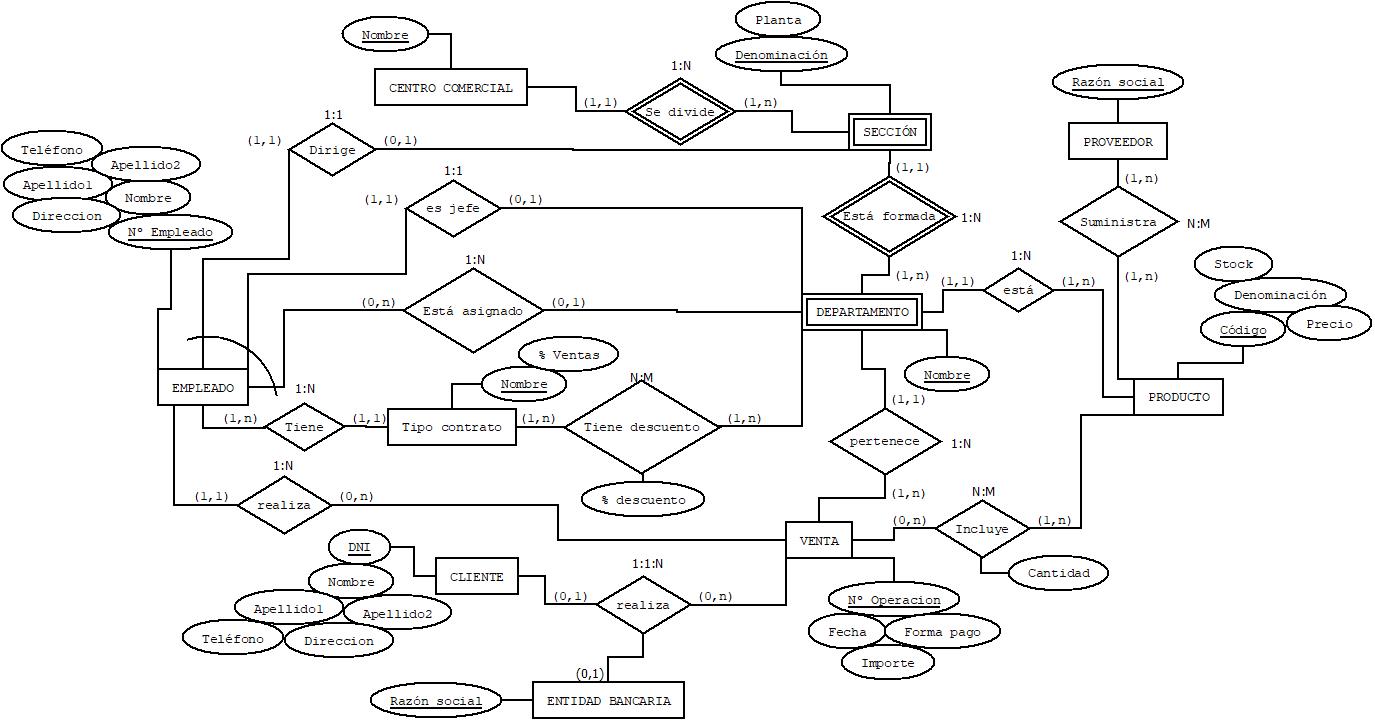 Planta
Nombre
Denominación
1:N
CENTRO COMERCIAL
Razón social
(1,1)
Se divide
(1,n)
1:1
SECCIÓN
(1,1)
Dirige
(0,1)
PROVEEDOR
Teléfono
Apellido2
Apellido1
Nombre
Direccion
Nº Empleado
1:1
(1,1)
es jefe
(0,1)
(1,1)
Está formada
1:N
(1,n)
Suministra
N:M
1:N
(0,n)
Está asignado
(0,1)
(1,n)
DEPARTAMENTO
(1,1)
1:N
está
(1,n)
(1,n)
Stock
Denominación
Código
Precio
% Ventas
Nombre
Nombre
EMPLEADO
PRODUCTO
1:N
(1,n)
Tiene
(1,1)
Tipo contrato
(1,n)
N:M
Tiene descuento
(1,n)
% descuento
(1,1)
pertenece
1:N
(1,n)
1:N
(1,1)
realiza
(0,n)
N:M
(0,n)
Incluye
(1,n)
Cantidad
VENTA
DNI
Nombre
Apellido1
Apellido2
Teléfono
Direccion
CLIENTE
1:1:N
(0,1)
realiza
(0,n)
Nº Operacion
Fecha
Forma pago
Importe
(0,1)
Razón social
ENTIDAD BANCARIA